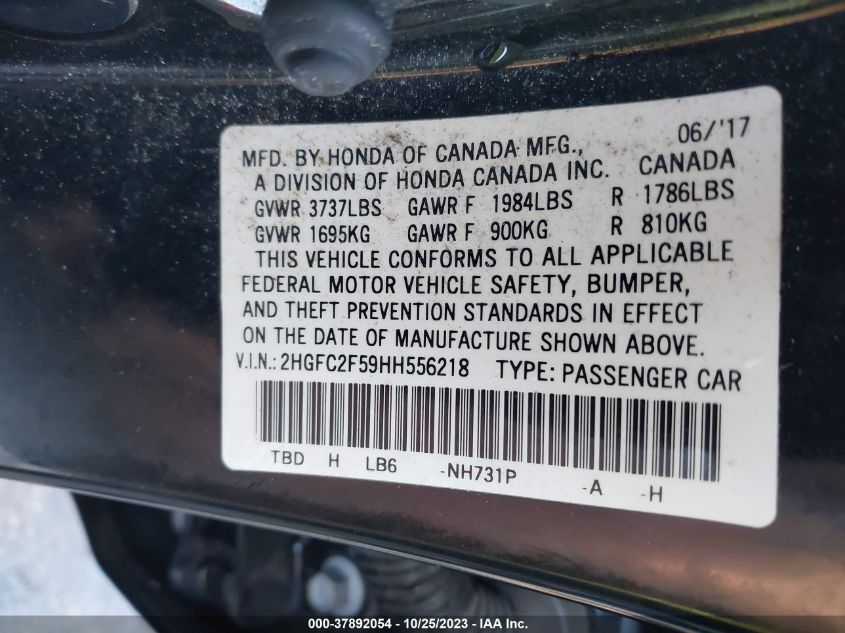 06/'17
MFD. BY HONDA OF CANADA MFG.,
A DIVISION OF HONDA CANADA INC. CANADA
GVWR 3737LBS GAWR F 1984LBS R 1786LBS
GVWR 1695KG GAWR F 900KG R 810KG
THIS VEHICLE CONFORMS TO ALL APPLICABLE
FEDERAL MOTOR VEHICLE SAFETY, BUMPER,
AND THEFT PREVENTION STANDARDS IN EFFECT
ON THE DATE OF MANUFACTURE SHOWN ABOVE.
V.I.N.: 2HGFC2F59HH556218 TYPE: PASSENGER CAR
TBD H LB6 -NH731P -A -H
000-37892054 - 10/25/2023 - IAA Inc.